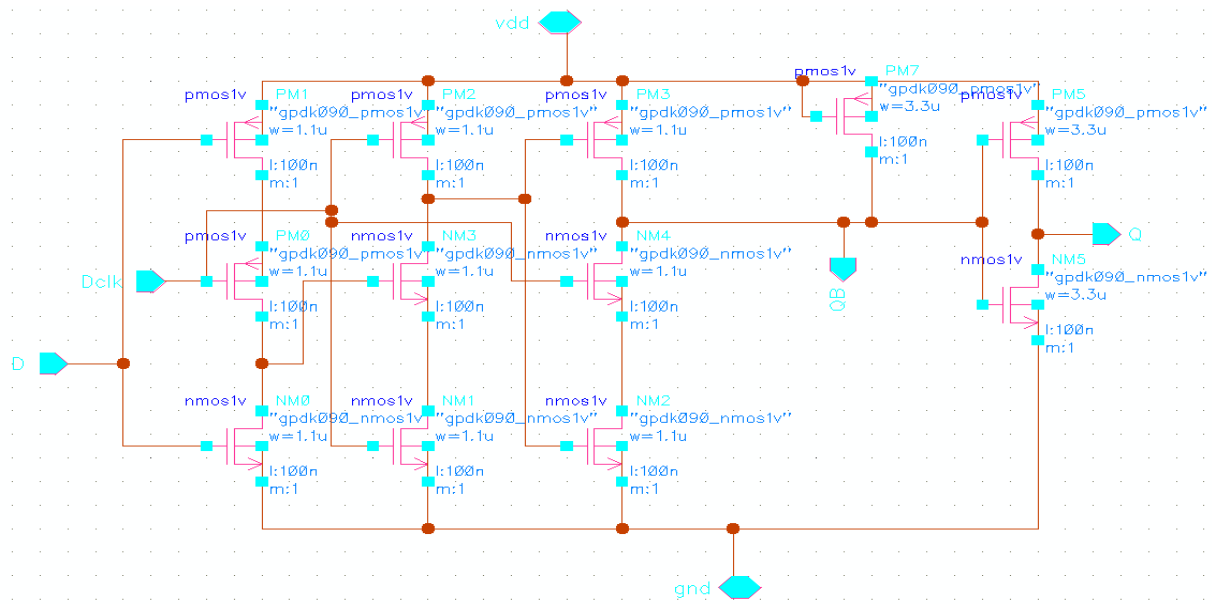 vdd
PM1
pmos1v
"gpdk090_pmos1v"
w=1.1u
l:100n
m:1
PM2
pmos1v
"gpdk090_pmos1v"
w=1.1u
l:100n
m:1
PM3
pmos1v
"gpdk090_pmos1v"
w=1.1u
l:100n
m:1
PM7
pmos1v
"gpdk090_pmos1v"
w=3.3u
l:100n
m:1
PM5
pmos1v
"gpdk090_pmos1v"
w=3.3u
l:100n
m:1
PM0
pmos1v
"gpdk090_pmos1v"
w=1.1u
l:100n
m:1
NM3
nmos1v
"gpdk090_nmos1v"
w=1.1u
l:100n
m:1
NM4
nmos1v
"gpdk090_nmos1v"
w=1.1u
l:100n
m:1
Q
NM5
nmos1v
"gpdk090_nmos1v"
w=3.3u
l:100n
m:1
Dclk
QB
D
NM0
nmos1v
"gpdk090_nmos1v"
w=1.1u
l:100n
m:1
NM1
nmos1v
"gpdk090_nmos1v"
w=1.1u
l:100n
m:1
NM2
nmos1v
"gpdk090_nmos1v"
w=1.1u
l:100n
m:1
gnd